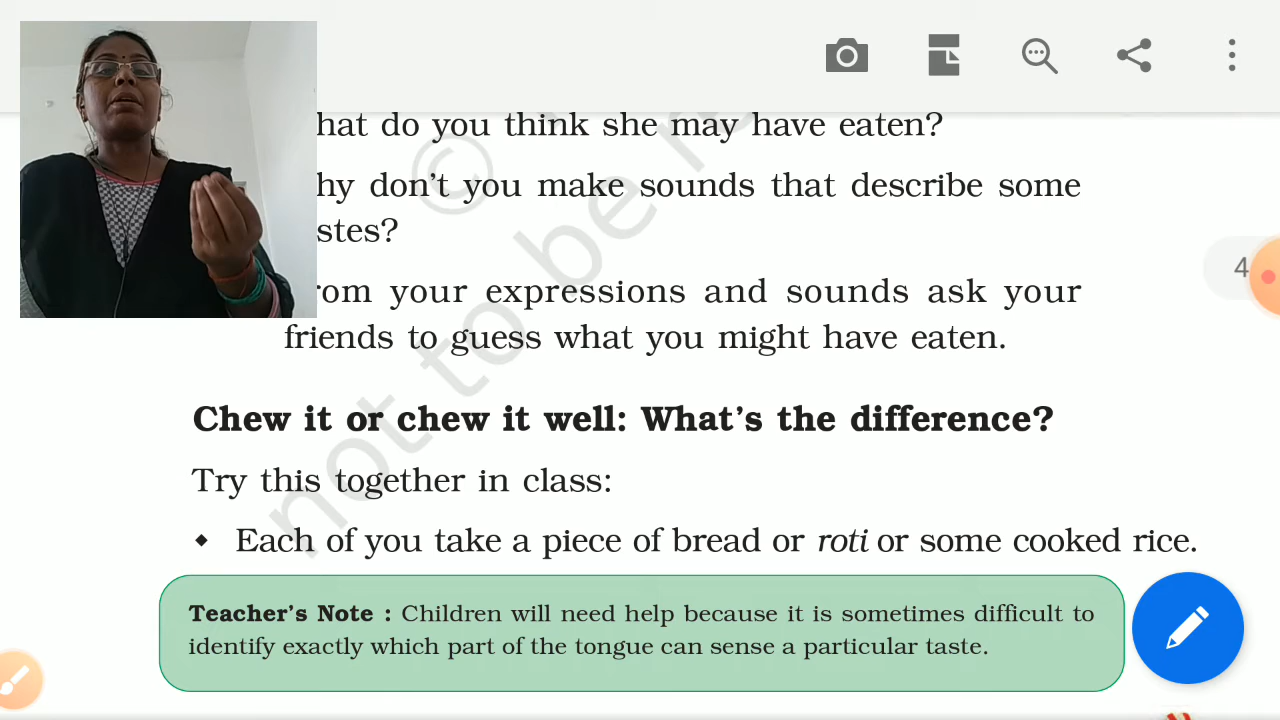 hat do you think she may have eaten?
hy don't you make sounds that describe some
stes?
rom your expressions and sounds ask your
friends to guess what you might have eaten.
Chew it or chew it well: What's the difference?
Try this together in class:
◆ Each of you take a piece of bread or roti or some cooked rice.
Teacher's Note : Children will need help because it is sometimes difficult to
identify exactly which part of the tongue can sense a particular taste.
4
© not to be r